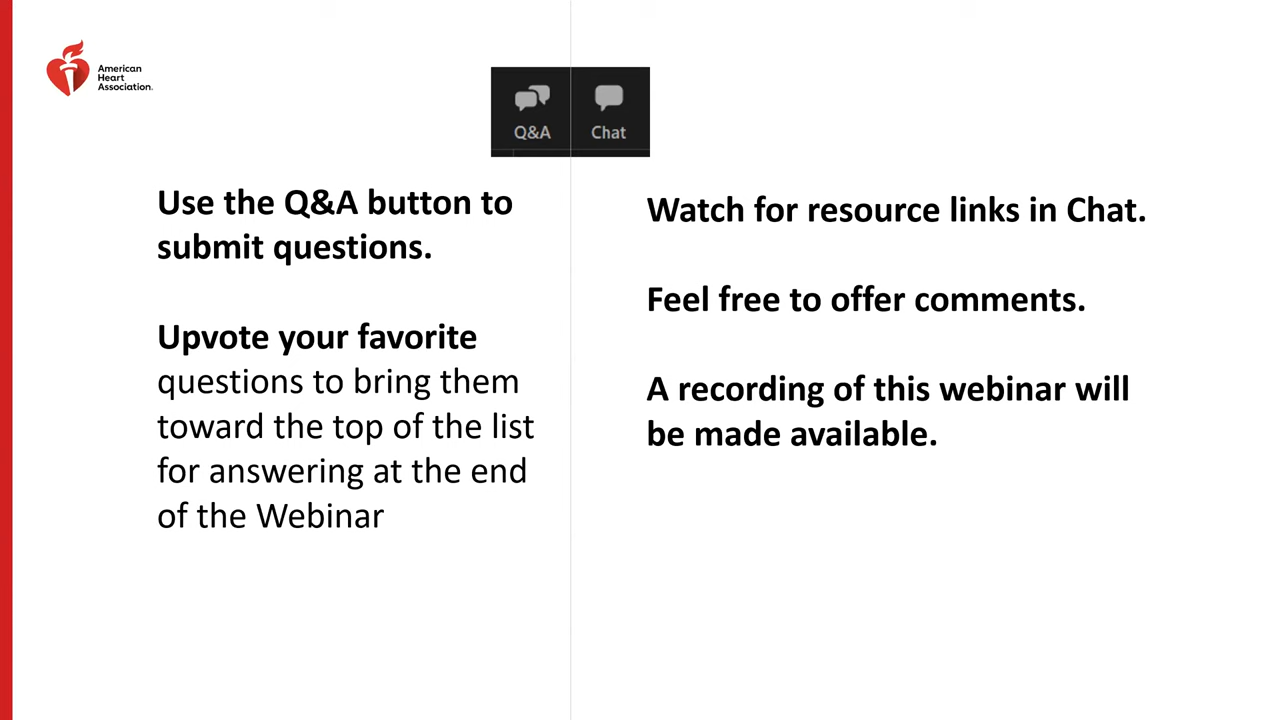 American
Heart
Association.
Q&A
Chat
Use the Q&A button to
submit questions.
Upvote your favorite
questions to bring them
toward the top of the list
for answering at the end
of the Webinar
Watch for resource links in Chat.
Feel free to offer comments.
A recording of this webinar will
be made available.